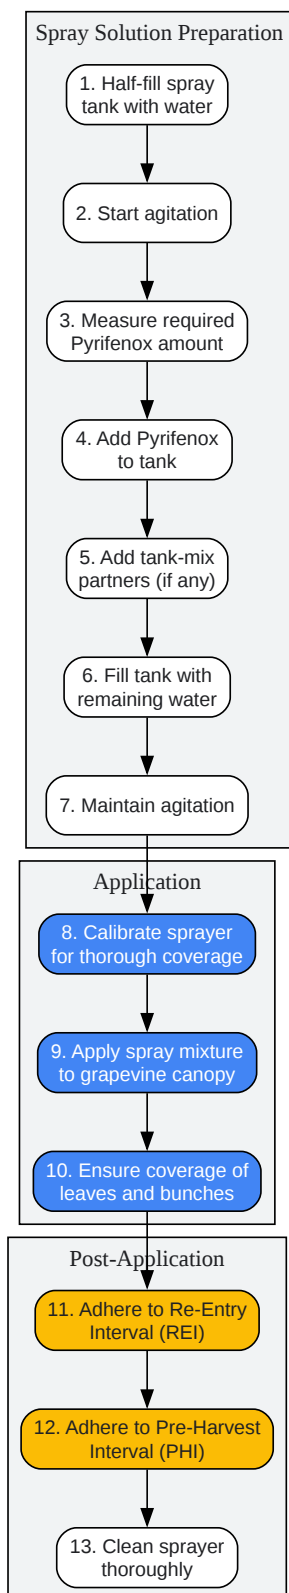 Spray Solution Preparation
1. Half-fill spray
tank with water
2. Start agitation
3. Measure required
Pyrifenox amount
4. Add Pyrifenox
to tank
5. Add tank-mix
partners (if any)
6. Fill tank with
remaining water
7. Maintain agitation
Application
8. Calibrate sprayer
for thorough coverage
9. Apply spray mixture
to grapevine canopy
10. Ensure coverage of
leaves and bunches
Post-Application
11. Adhere to Re-Entry
Interval (REI)
12. Adhere to Pre-Harvest
Interval (PHI)
13. Clean sprayer
thoroughly